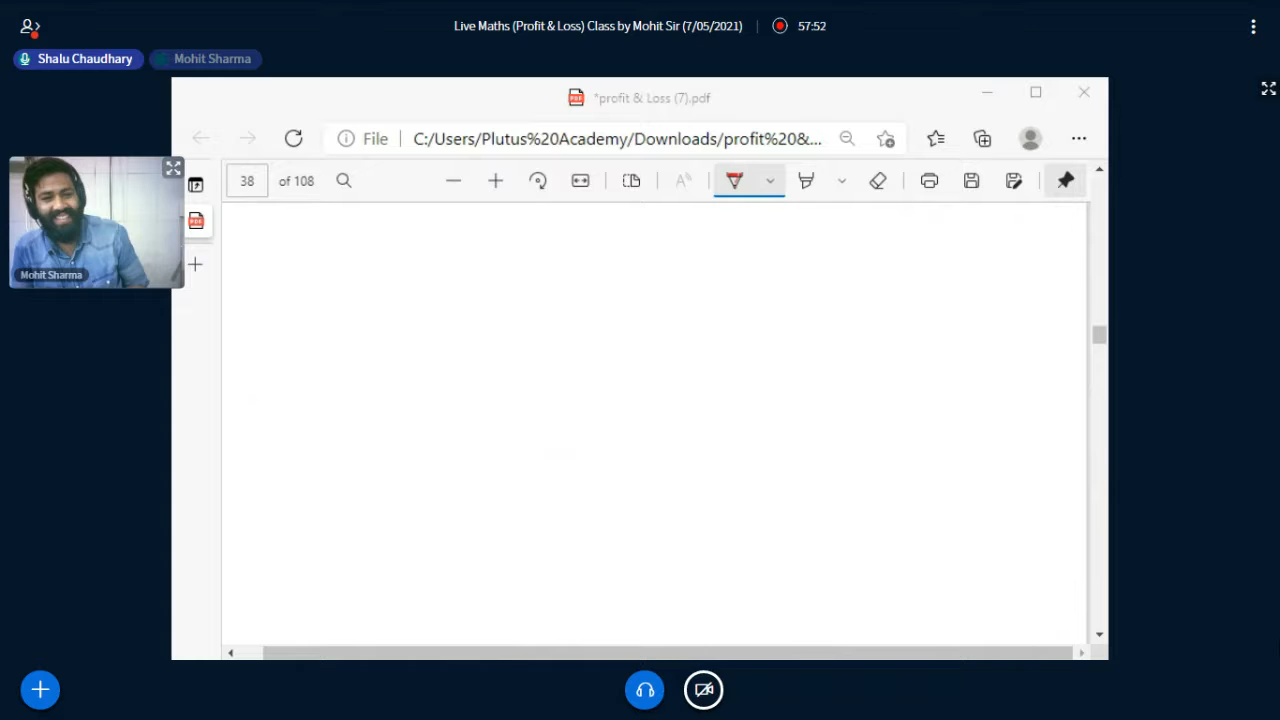 Live Maths (Profit & Loss) Class by Mohit Sir (7/05/2021)
57:52
Shalu Chaudhary
Mohit Sharma
*profit & Loss (7).pdf
File
C:/Users/Plutus%20Academy/Downloads/profit%20&...
38
of 108
Mohit Sharma